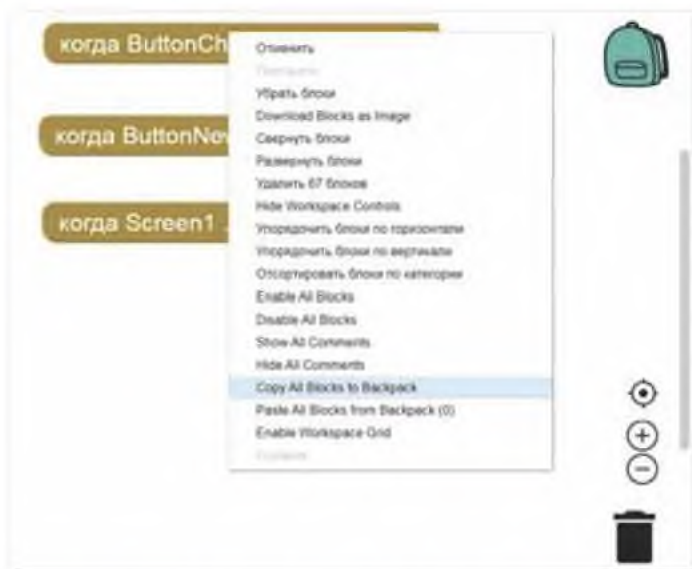 когда ButtonCh
Отменить
Повторить
Убрать блоки
Download Blocks as Image
Свернуть блоки
Развернуть блоки
Удалить 67 блоков
когда ButtonNe
Hide Workspace Controls
Упорядочить блоки по горизонтали
Упорядочить блоки по вертикали
Отсортировать блоки по категории
когда Screen1 .
Enable All Blocks
Disable All Blocks
Show All Comments
Hide All Comments
Copy All Blocks to Backpack
Paste All Blocks from Backpack (0)
Enable Workspace Grid